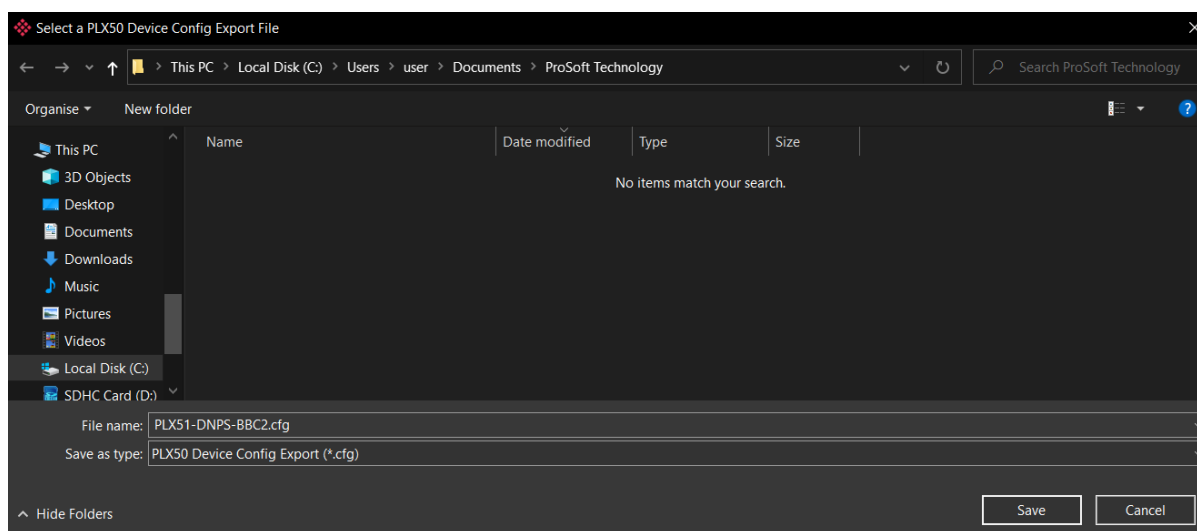 Select a PLX50 Device Config Export File
This PC > Local Disk (C:) > Users > user > Documents > ProSoft Technology
Search ProSoft Technology
Organise
New folder
Name
Date modified
Type
Size
No items match your search.
This PC
3D Objects
Desktop
Documents
Downloads
Music
Pictures
Videos
Local Disk (C:)
SDHC Card (D:)
File name: PLX51-DNPS-BBC2.cfg
Save as type: PLX50 Device Config Export (*.cfg)
Hide Folders
Save
Cancel